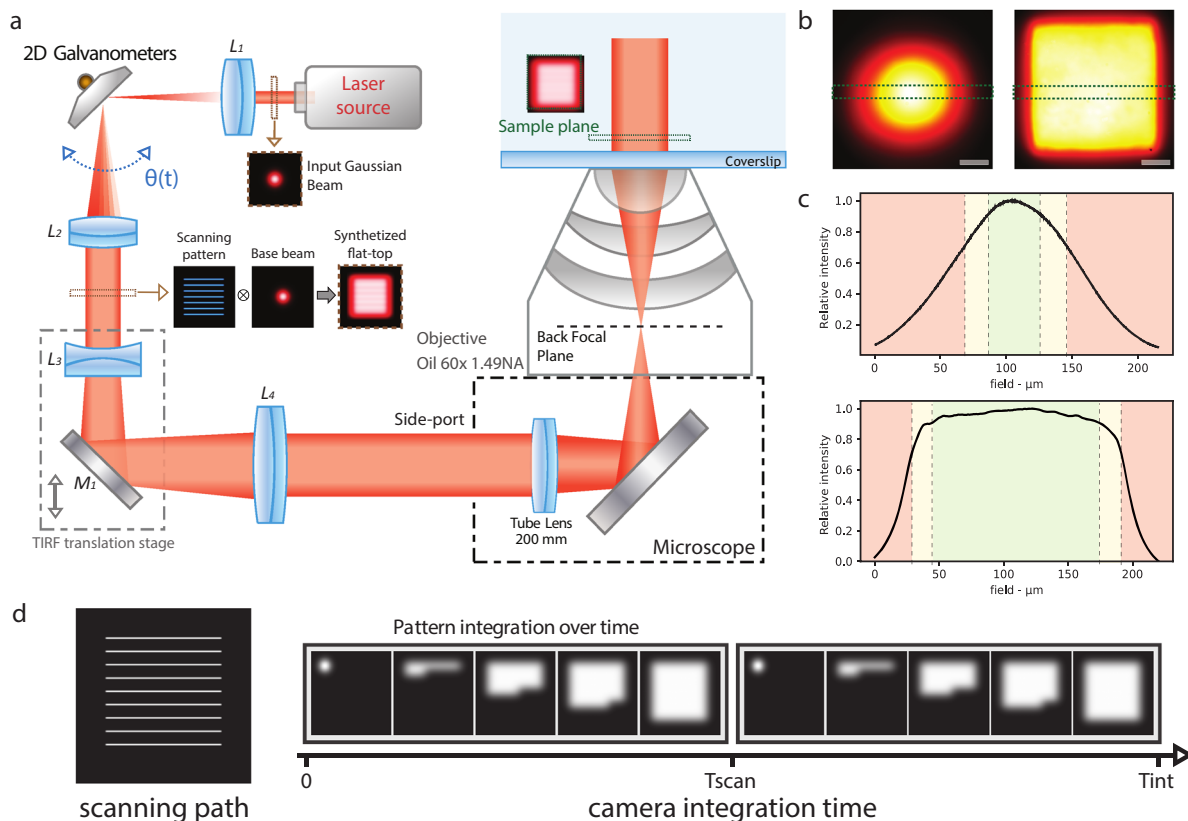 a
2D Galvanometers
L1
Laser
source
θ(t)
Input Gaussian
Beam
L2
Scanning
pattern
Base beam
Synthetized
flat-top
⊗
L3
M1
TIRF translation stage
L4
Side-port
Tube Lens
200 mm
Microscope
Sample plane
Coverslip
Back Focal
Plane
Objective
Oil 60x 1.49NA
b
c
Relative intensity
1.0
0.8
0.6
0.4
0.2
0 50 100 150 200
field - μm
Relative intensity
1.0
0.8
0.6
0.4
0.2
0.0
0 50 100 150 200
field - μm
d
scanning path
Pattern integration over time
0 Tscan Tint
camera integration time